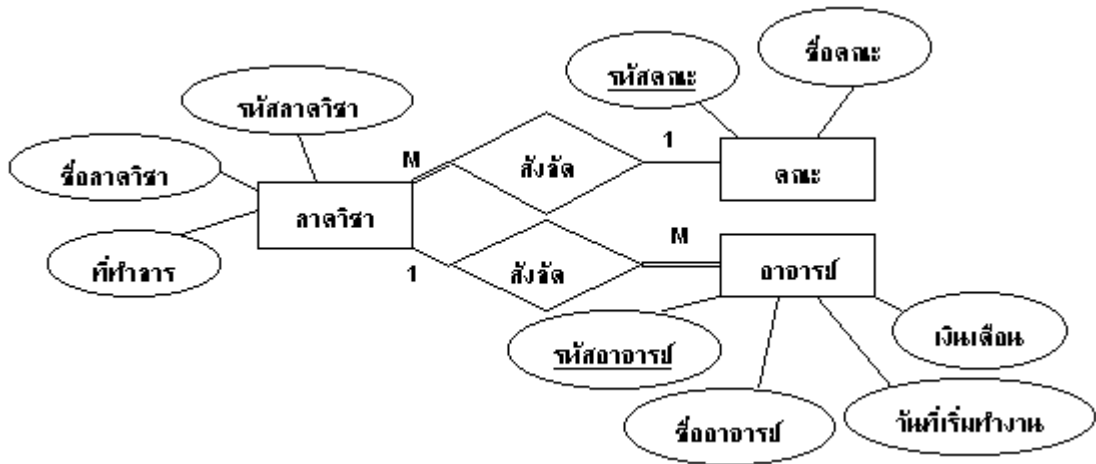 ชื่อคณะ
รหัสคณะ
รหัสภาควิชา
1
M
สังกัด
คณะ
ชื่อภาควิชา
ภาควิชา
M
ที่ทำการ
1
สังกัด
อาจารย์
รหัสอาจารย์
เงินเดือน
ชื่ออาจารย์
วันที่เริ่มทำงาน